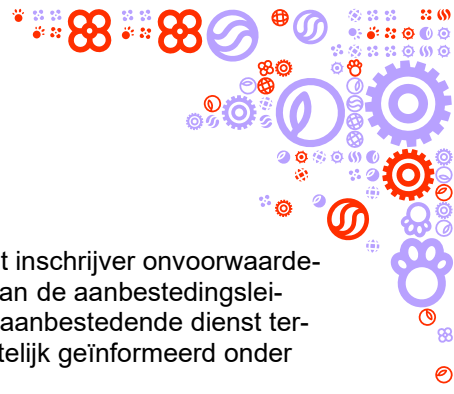 t inschrijver onvoorwaarde-
an de aanbestedingslei-
aanbestedende dienst ter-
telijk geïnformeerd onder